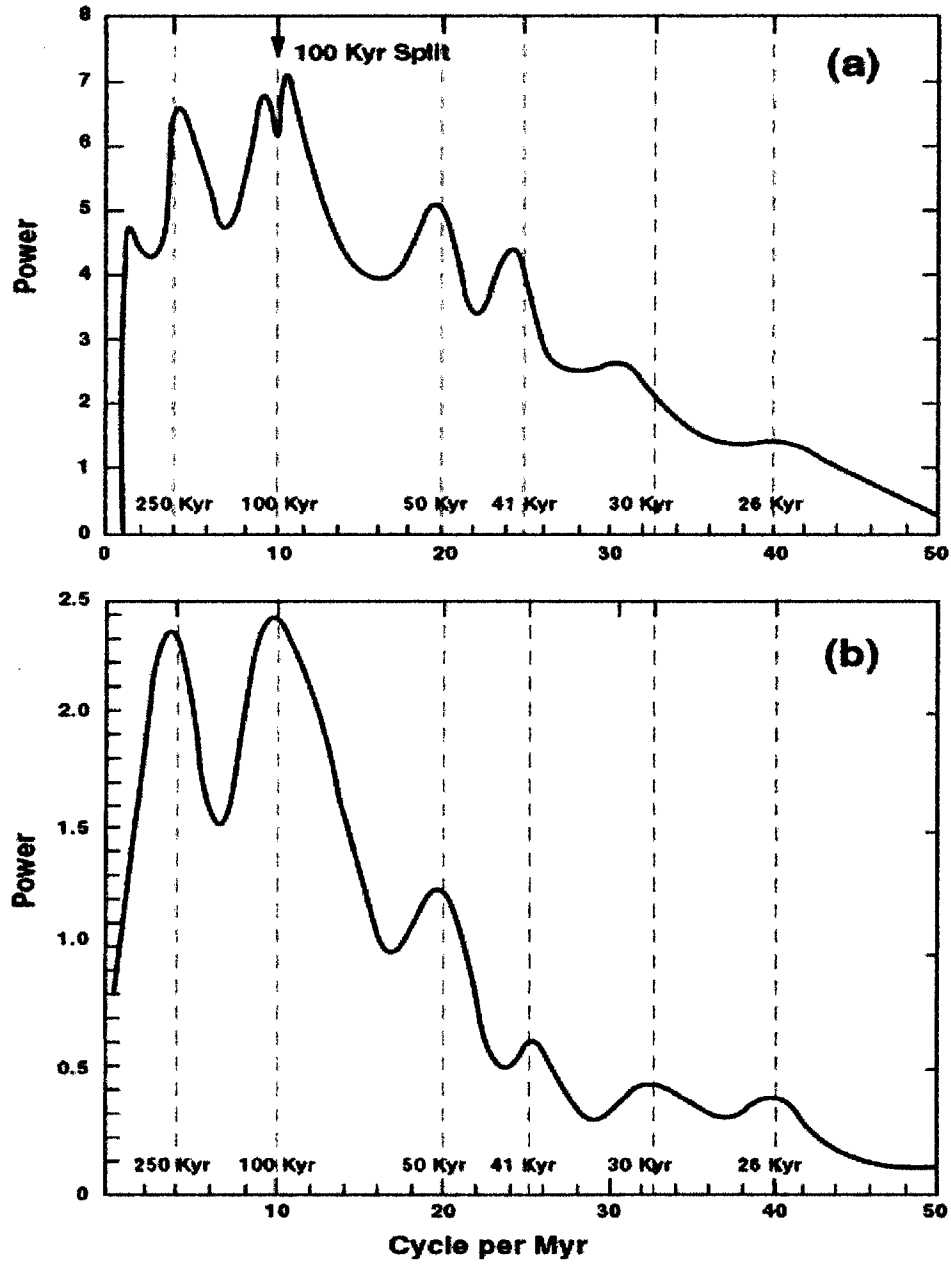 8
100 Kyr Split
(a)
7
6
5
Power
4
3
2
1
250 Kyr 100 Kyr 50 Kyr 41 Kyr 30 Kyr 26 Kyr
0
0 10 20 30 40 50
2.5
(b)
2.0
1.5
Power
1.0
0.5
250 Kyr 100 Kyr 50 Kyr 41 Kyr 30 Kyr 26 Kyr
0
10 20 30 40 50
Cycle per Myr